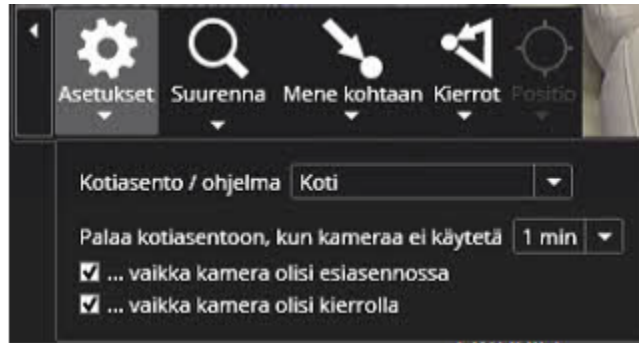 Asetukset Suurenna Mene kohtaan Kierrot Positio
Kotiasento / ohjelma Koti
Palaa kotiasentoon, kun kameraa ei käytetä 1 min
... vaikka kamera olisi esiasennossa
... vaikka kamera olisi kierrolla